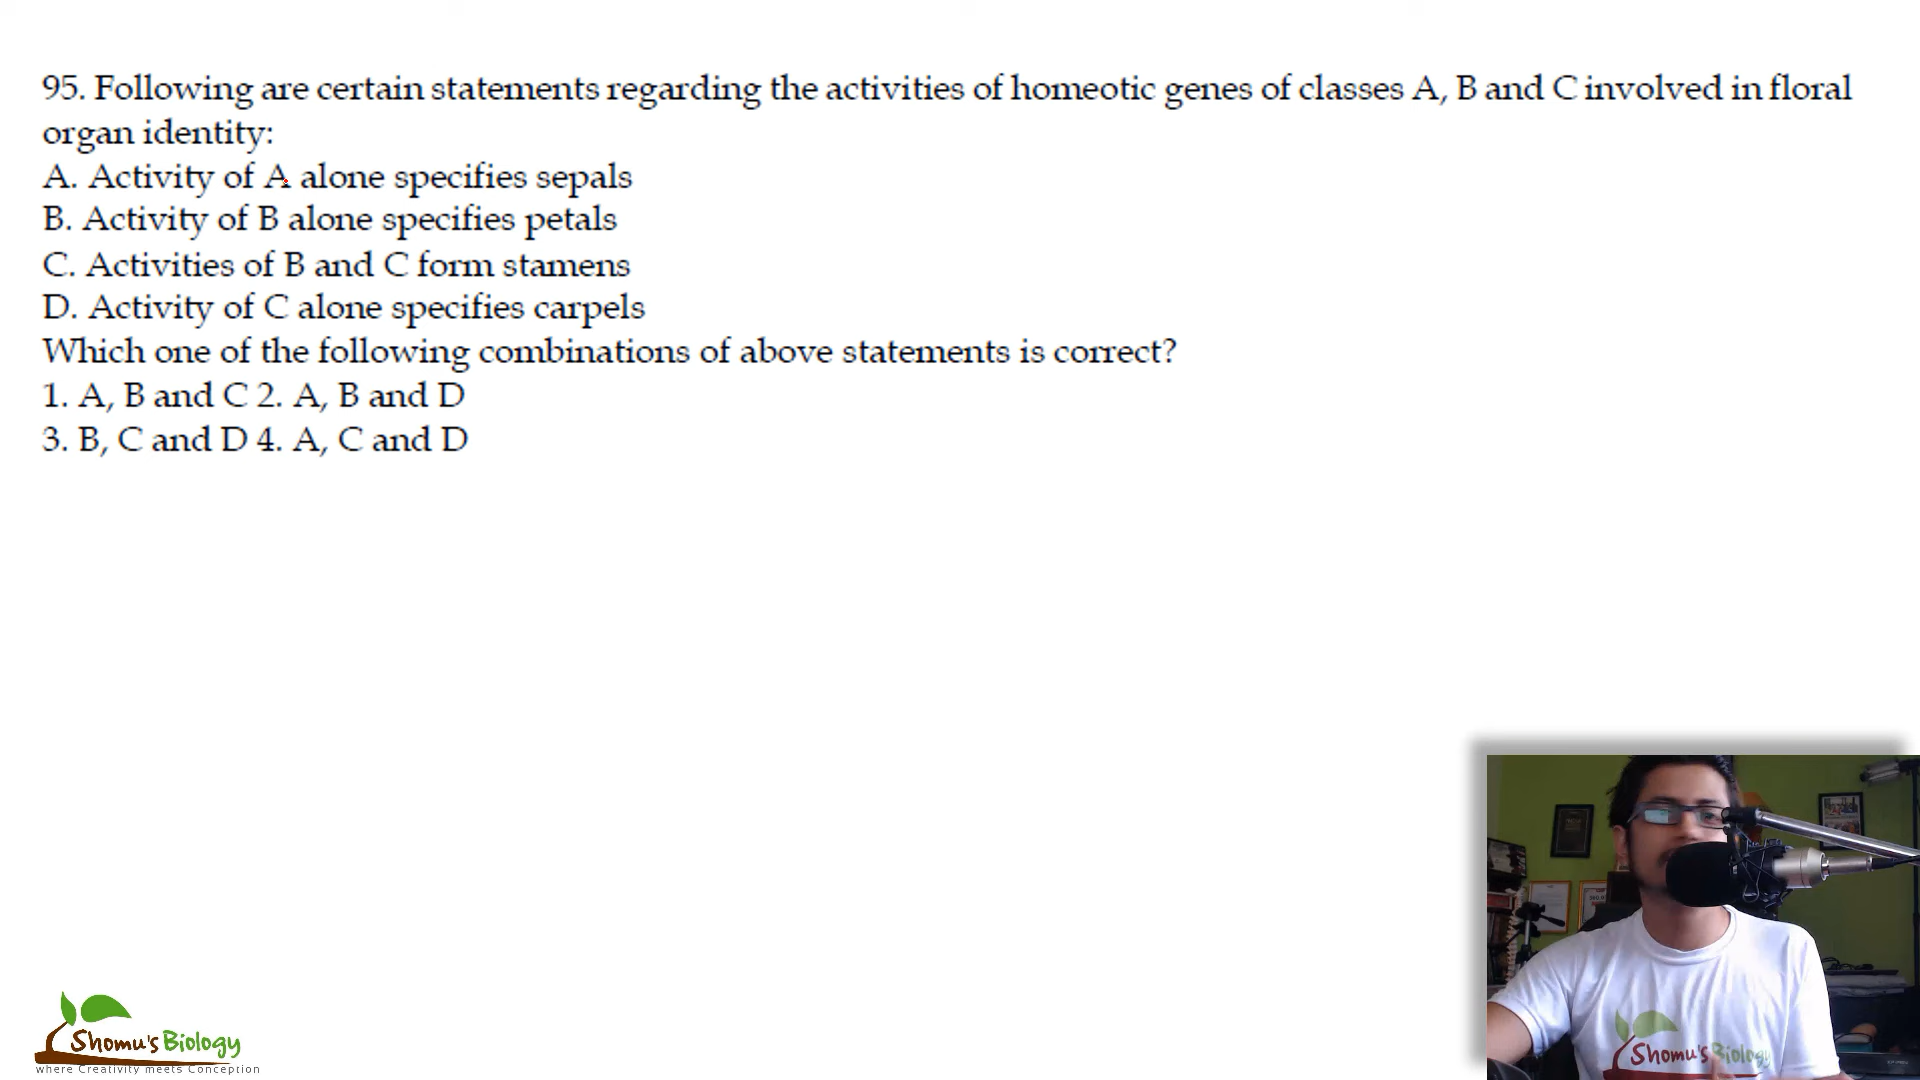 95. Following are certain statements regarding the activities of homeotic genes of classes A, B and C involved in floral
organ identity:
A. Activity of A alone specifies sepals
B. Activity of B alone specifies petals
C. Activities of B and C form stamens
D. Activity of C alone specifies carpels
Which one of the following combinations of above statements is correct?
1. A, B and C 2. A, B and D
3. B, C and D 4. A, C and D
Shomu's Biology
where Creativity meets Conception
Shomu's Biology